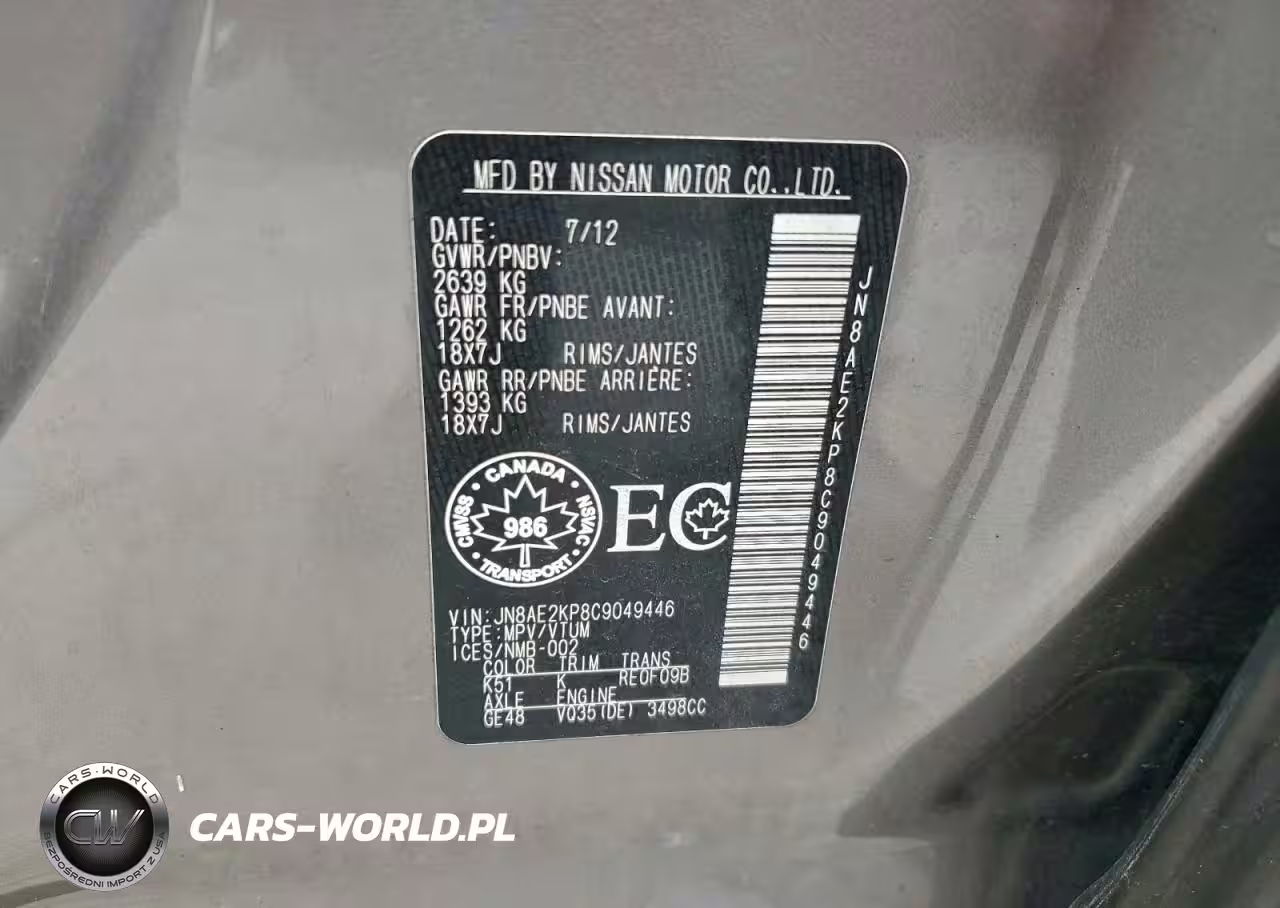 MFD BY NISSAN MOTOR CO.,LTD.
DATE: 7/12
GVWR/PNBV:
2639 KG
GAWR FR/PNBE AVANT:
1262 KG
18X7J RIMS/JANTES
GAWR RR/PNBE ARRIÈRE:
1393 KG
18X7J RIMS/JANTES
CANADA
CMVSS
986
NSVAC
TRANSPORT
EC
VIN:JN8AE2KP8C9049446
TYPE:MPV/VTUM
ICES/NMB-002
COLOR TRIM TRANS
K51 K RE0F09B
AXLE ENGINE
GE48 VQ35(DE) 3498CC
JN8AE2KP8C9049446
CARS-WORLD
CW
BEZPOŚREDNI IMPORT Z USA
CARS-WORLD.PL